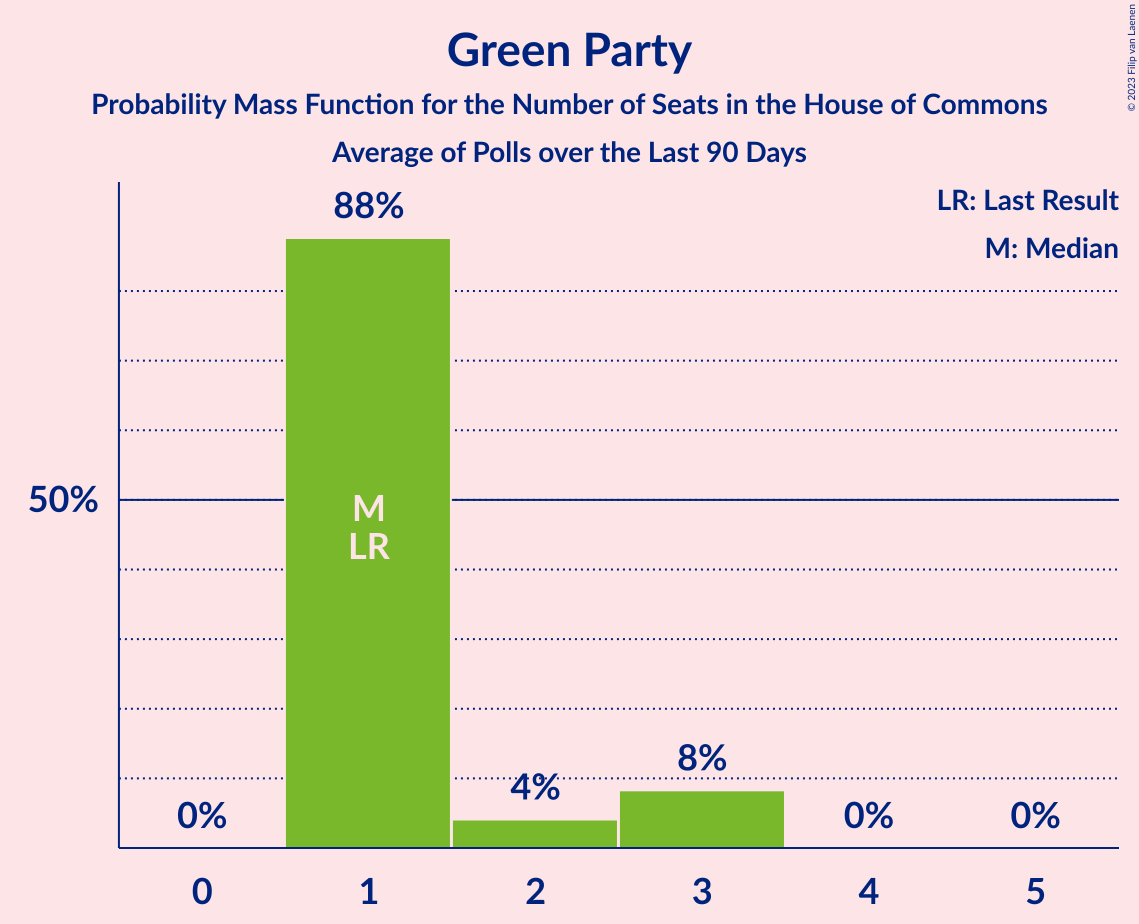 Green Party
Probability Mass Function for the Number of Seats in the House of Commons
Average of Polls over the Last 90 Days
© 2023 Filip van Laenen
LR: Last Result
M: Median
88%
50%
M
LR
0%
4%
8%
0%
0%
0
1
2
3
4
5